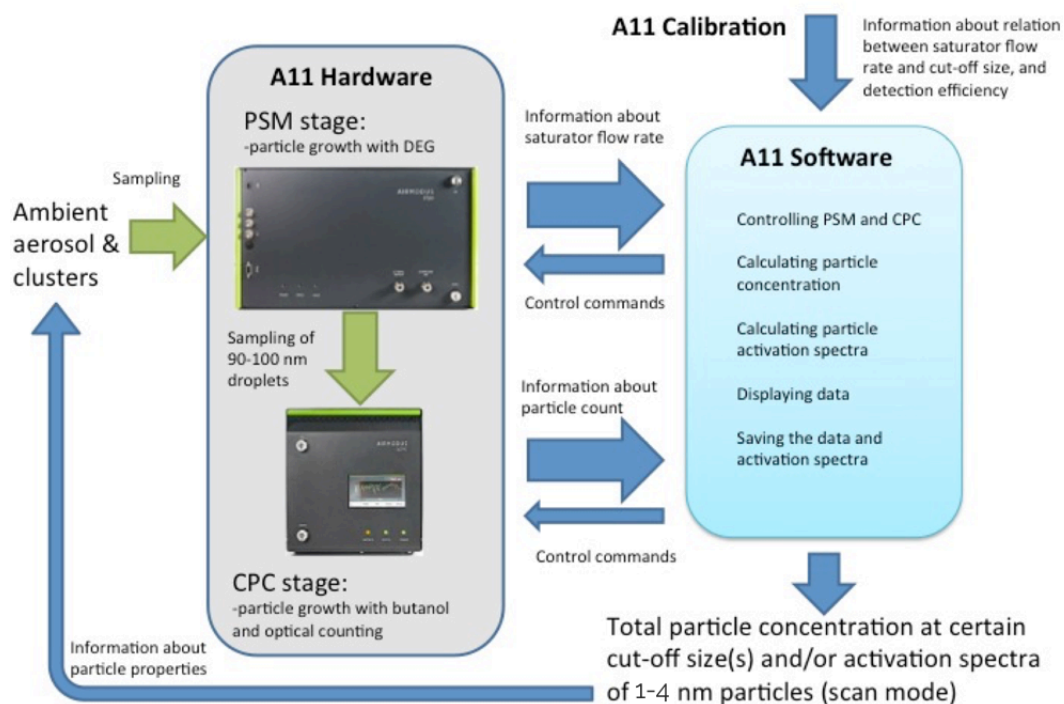 A11 Calibration
Information about relation
between saturator flow
rate and cut-off size, and
detection efficiency
A11 Hardware
PSM stage:
-particle growth with DEG
Sampling
Ambient
aerosol &
clusters
Information about
saturator flow rate
Control commands
Sampling of
90-100 nm
droplets
Information about
particle count
Control commands
CPC stage:
-particle growth with butanol
and optical counting
A11 Software
Controlling PSM and CPC
Calculating particle
concentration
Calculating particle
activation spectra
Displaying data
Saving the data and
activation spectra
Information about
particle properties
Total particle concentration at certain
cut-off size(s) and/or activation spectra
of 1-4 nm particles (scan mode)